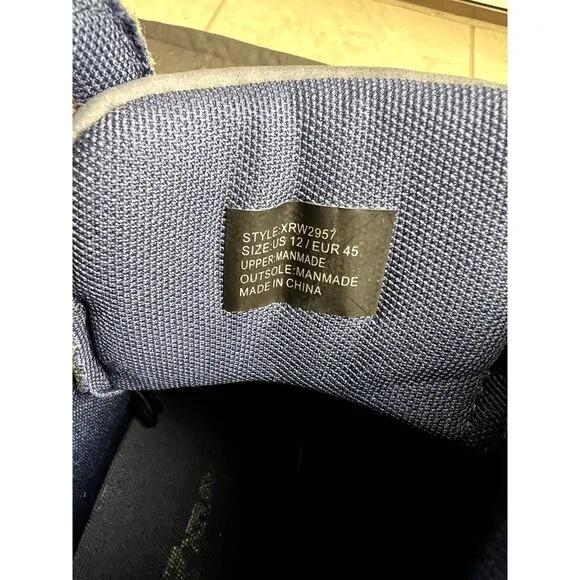 STYLE:XRW2957
SIZE:US 12 / EUR 45
UPPER:MANMADE
OUTSOLE:MANMADE
MADE IN CHINA